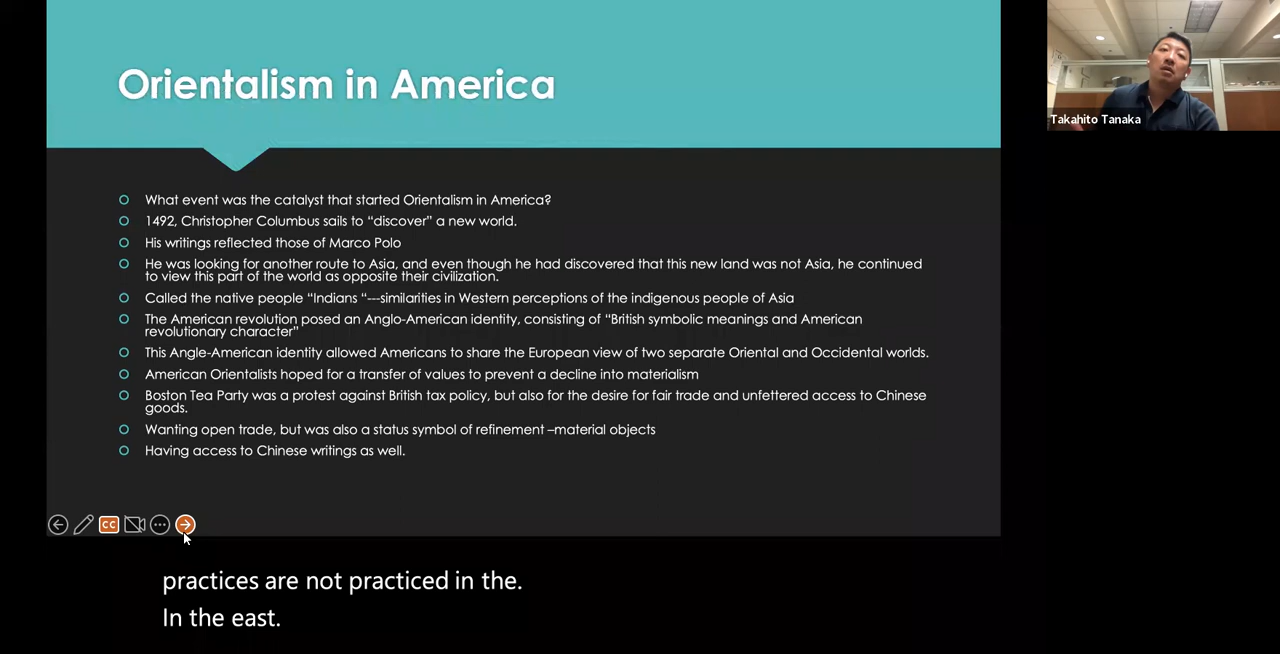 Orientalism in America
Takahito Tanaka
What event was the catalyst that started Orientalism in America?
1492, Christopher Columbus sails to “discover” a new world.
His writings reflected those of Marco Polo
He was looking for another route to Asia, and even though he had discovered that this new land was not Asia, he continued
to view this part of the world as opposite their civilization.
Called the native people “Indians “---similarities in Western perceptions of the indigenous people of Asia
The American revolution posed an Anglo-American identity, consisting of “British symbolic meanings and American
revolutionary character”
This Angle-American identity allowed Americans to share the European view of two separate Oriental and Occidental worlds.
American Orientalists hoped for a transfer of values to prevent a decline into materialism
Boston Tea Party was a protest against British tax policy, but also for the desire for fair trade and unfettered access to Chinese
goods.
Wanting open trade, but was also a status symbol of refinement –material objects
Having access to Chinese writings as well.
CC
practices are not practiced in the.
In the east.